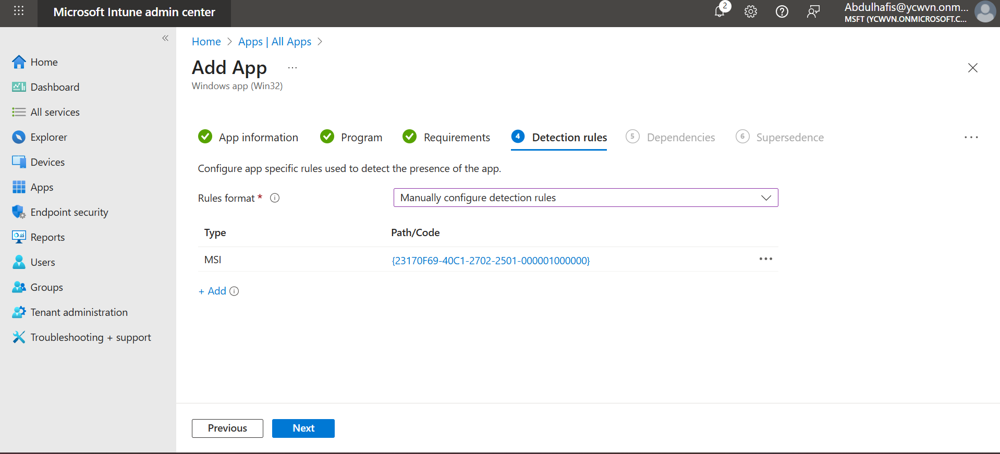 Microsoft Intune admin center
2
Abdulhafis@ycwvn.onm...
MSFT (YCWVN.ONMICROSOFT.C...
Home
Dashboard
All services
Explorer
Devices
Apps
Endpoint security
Reports
Users
Groups
Tenant administration
Troubleshooting + support
Home > Apps | All Apps >
Add App ...
Windows app (Win32)
App information
Program
Requirements
4 Detection rules
5 Dependencies
6 Supersedence
Configure app specific rules used to detect the presence of the app.
Rules format * Manually configure detection rules
Type Path/Code
MSI {23170F69-40C1-2702-2501-000001000000}
+ Add
Previous Next